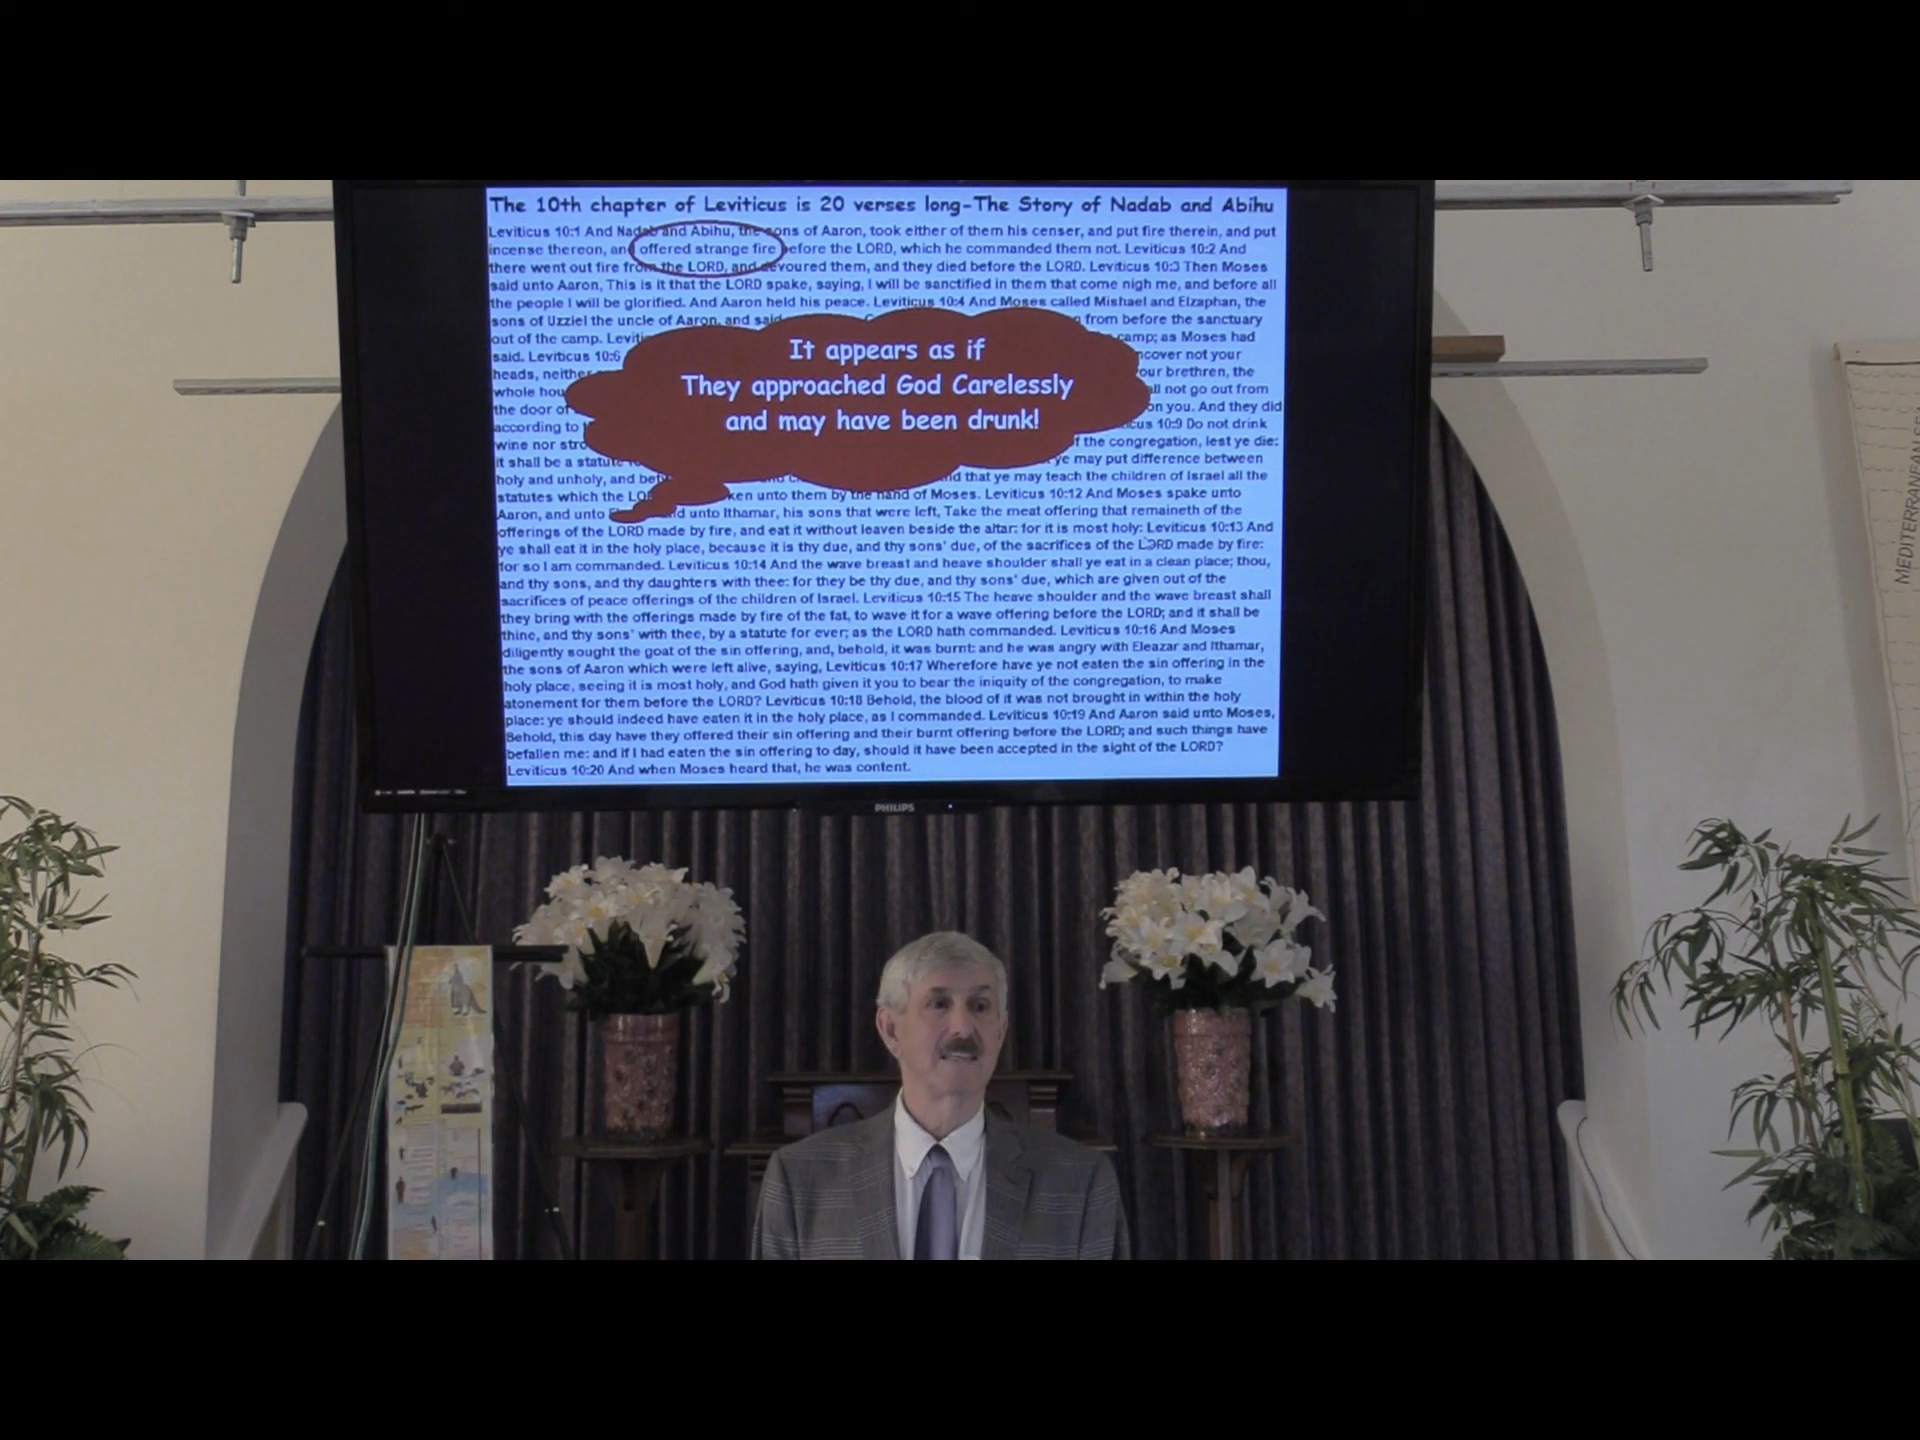 The 10th chapter of Leviticus is 20 verses long-The Story of Nadab and Abihu
Leviticus 10:1 And Nadab and Abihu, the sons of Aaron, took either of them his censer, and put fire therein, and put
incense thereon, and offered strange fire before the LORD, which he commanded them not. Leviticus 10:2 And
there went out fire from the LORD, and devoured them, and they died before the LORD. Leviticus 10:3 Then Moses
said unto Aaron, This is it that the LORD spake, saying, I will be sanctified in them that come nigh me, and before all
the people I will be glorified. And Aaron held his peace. Leviticus 10:4 And Moses called Mishael and Elzaphan, the
sons of Uzziel the uncle of Aaron, and said from before the sanctuary
out of the camp. camp; as Moses had
said. Leviticus 10:6 not your
heads, neither your brethren, the
whole not go out from
the door of on you. And they did
according to 10:9 Do not drink
wine nor the congregation, lest ye die:
it shall be a statute ye may put difference between
holy and unholy, and that ye may teach the children of Israel all the
statutes which the unto them by the hand of Moses. Leviticus 10:12 And Moses spake unto
Aaron, and unto unto Ithamar, his sons that were left, Take the meat offering that remaineth of the
offerings of the LORD made by fire, and eat it without leaven beside the altar: for it is most holy: Leviticus 10:13 And
ye shall eat it in the holy place, because it is thy due, and thy sons' due, of the sacrifices of the LORD made by fire:
for so I am commanded. Leviticus 10:14 And the wave breast and heave shoulder shall ye eat in a clean place; thou,
and thy sons, and thy daughters with thee: for they be thy due, and thy sons' due, which are given out of the
sacrifices of peace offerings of the children of Israel. Leviticus 10:15 The heave shoulder and the wave breast shall
they bring with the offerings made by fire of the fat, to wave it for a wave offering before the LORD; and it shall be
thine, and thy sons' with thee, by a statute for ever; as the LORD hath commanded. Leviticus 10:16 And Moses
diligently sought the goat of the sin offering, and, behold, it was burnt: and he was angry with Eleazar and Ithamar,
the sons of Aaron which were left alive, saying, Leviticus 10:17 Wherefore have ye not eaten the sin offering in the
holy place, seeing it is most holy, and God hath given it you to bear the iniquity of the congregation, to make
atonement for them before the LORD? Leviticus 10:18 Behold, the blood of it was not brought in within the holy
place: ye should indeed have eaten it in the holy place, as I commanded. Leviticus 10:19 And Aaron said unto Moses,
Behold, this day have they offered their sin offering and their burnt offering before the LORD; and such things have
befallen me: and if I had eaten the sin offering to day, should it have been accepted in the sight of the LORD?
Leviticus 10:20 And when Moses heard that, he was content.
It appears as if
They approached God Carelessly
and may have been drunk!
PHILIPS
MEDITERRANEAN SEA